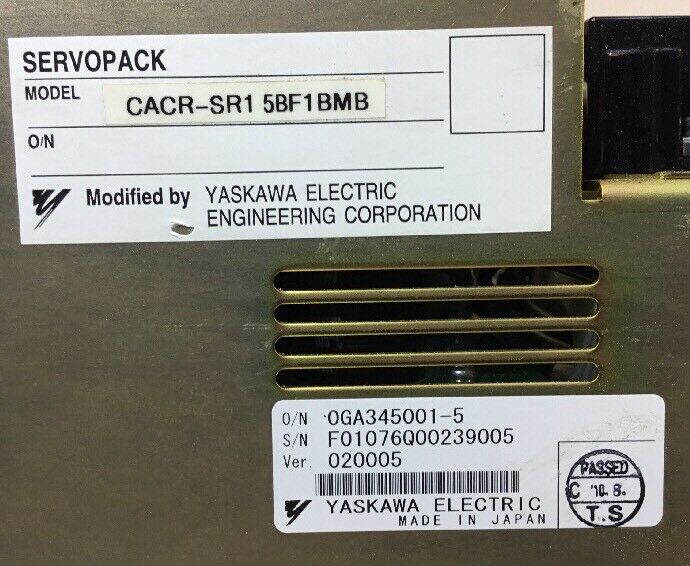 SERVOPACK
MODEL CACR-SR15BF1BMB
O/N
Modified by YASKAWA ELECTRIC
ENGINEERING CORPORATION
O/N 0GA345001-5
S/N F01076Q00239005
Ver. 020005
YASKAWA ELECTRIC
MADE IN JAPAN
PASSED
C '10.8.
T.S